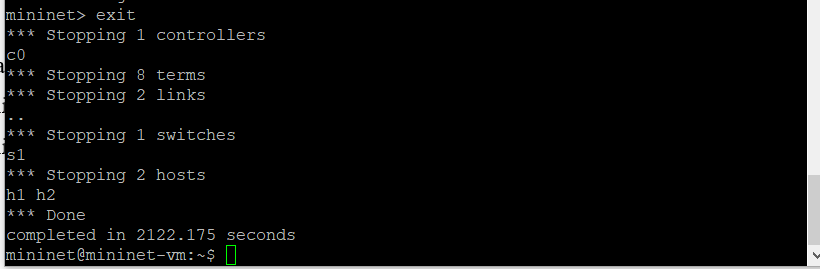 mininet> exit
*** Stopping 1 controllers
c0
*** Stopping 8 terms
*** Stopping 2 links
..
*** Stopping 1 switches
s1
*** Stopping 2 hosts
h1 h2
*** Done
completed in 2122.175 seconds
mininet@mininet-vm:~$